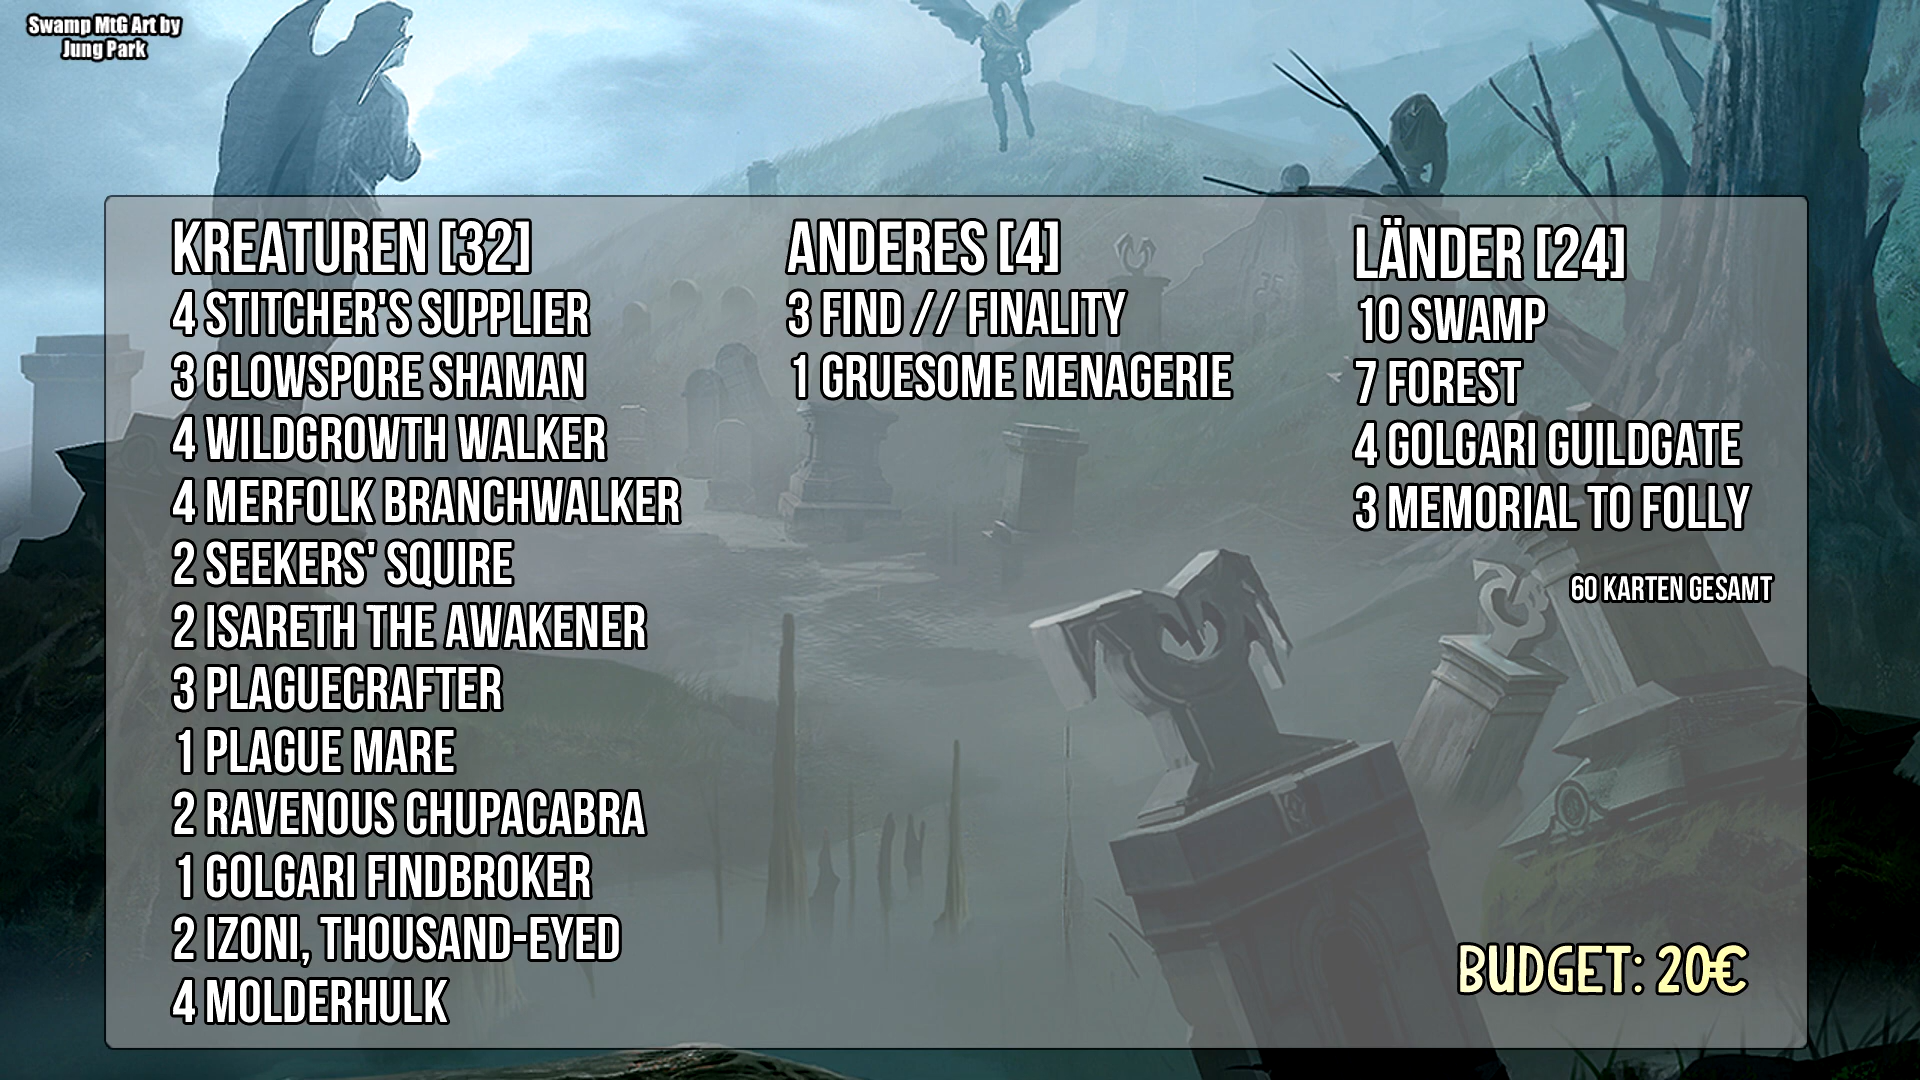 Swamp MtG Art by
Jung Park
KREATUREN [32]
4 STITCHER'S SUPPLIER
3 GLOWSPORE SHAMAN
4 WILDGROWTH WALKER
4 MERFOLK BRANCHWALKER
2 SEEKERS' SQUIRE
2 ISARETH THE AWAKENER
3 PLAGUECRAFTER
1 PLAGUE MARE
2 RAVENOUS CHUPACABRA
1 GOLGARI FINDBROKER
2 IZONI, THOUSAND-EYED
4 MOLDERHULK
ANDERES [4]
3 FIND // FINALITY
1 GRUESOME MENAGERIE
LÄNDER [24]
10 SWAMP
7 FOREST
4 GOLGARI GUILDGATE
3 MEMORIAL TO FOLLY
60 KARTEN GESAMT
BUDGET: 20€